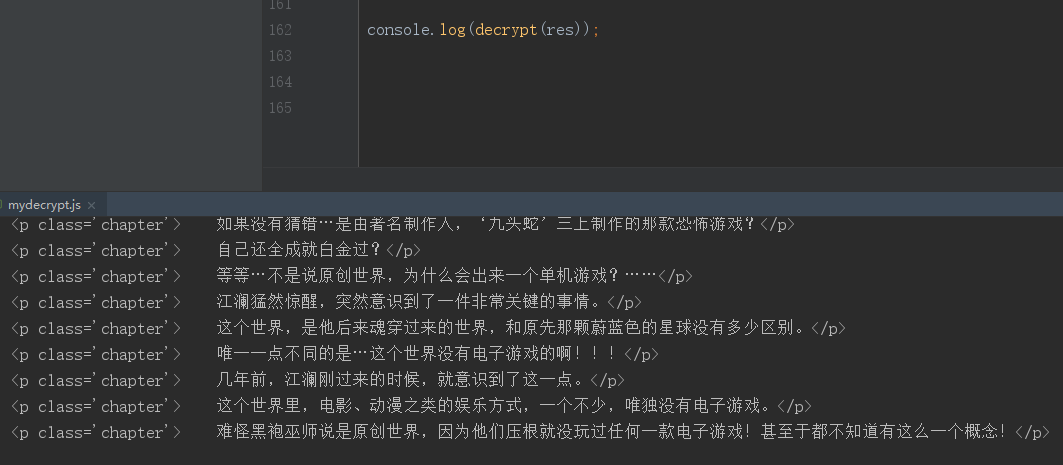 161
162 console.log(decrypt(res));
163
164
165
mydecrypt.js ×
<p class='chapter'> 如果没有猜错…是由著名制作人，‘九头蛇’三上制作的那款恐怖游戏？</p>
<p class='chapter'> 自己还全成就白金过？</p>
<p class='chapter'> 等等…不是说原创世界，为什么会出来一个单机游戏？……</p>
<p class='chapter'> 江澜猛然惊醒，突然意识到了一件非常关键的事情。</p>
<p class='chapter'> 这个世界，是他后来魂穿过来的世界，和原先那颗蔚蓝色的星球没有多少区别。</p>
<p class='chapter'> 唯一一点不同的是…这个世界没有电子游戏的啊！！！</p>
<p class='chapter'> 几年前，江澜刚过来的时候，就意识到了这一点。</p>
<p class='chapter'> 这个世界里，电影、动漫之类的娱乐方式，一个不少，唯独没有电子游戏。</p>
<p class='chapter'> 难怪黑袍巫师说是原创世界，因为他们压根就没玩过任何一款电子游戏！甚至于都不知道有这么一个概念！</p>